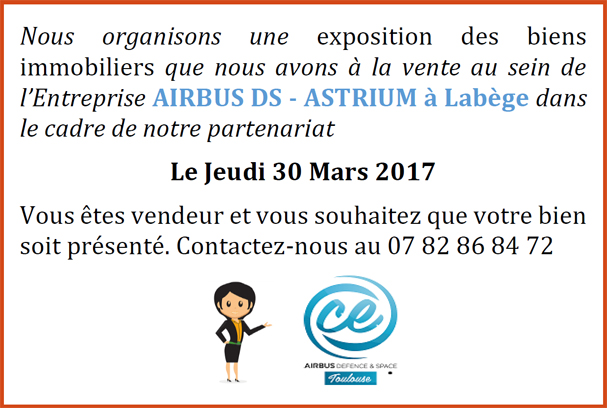 Nous organisons une exposition des biens
immobiliers que nous avons à la vente au sein de
l’Entreprise AIRBUS DS - ASTRIUM à Labège dans
le cadre de notre partenariat
Le Jeudi 30 Mars 2017
Vous êtes vendeur et vous souhaitez que votre bien
soit présenté. Contactez-nous au 07 82 86 84 72
ce
AIRBUS DEFENCE & SPACE
Toulouse